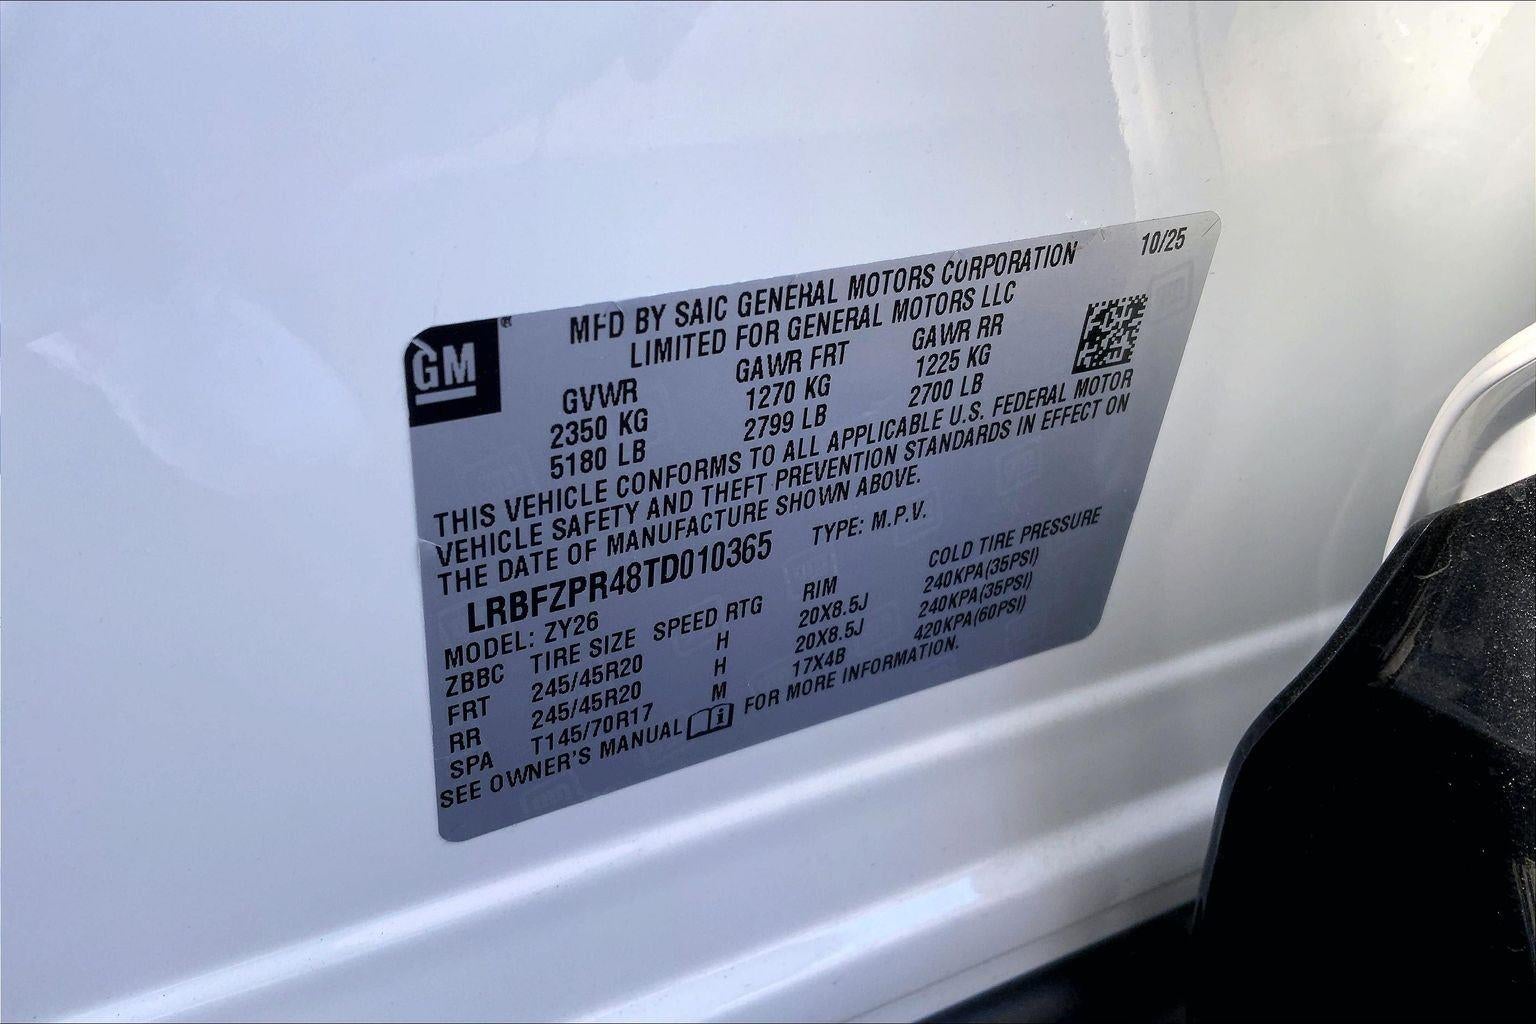 GM ®
MFD BY SAIC GENERAL MOTORS CORPORATION 10/25
LIMITED FOR GENERAL MOTORS LLC
GVWR GAWR FRT GAWR RR
2350 KG 1270 KG 1225 KG
5180 LB 2799 LB 2700 LB
THIS VEHICLE CONFORMS TO ALL APPLICABLE U.S. FEDERAL MOTOR
VEHICLE SAFETY AND THEFT PREVENTION STANDARDS IN EFFECT ON
THE DATE OF MANUFACTURE SHOWN ABOVE.
LRBFZPR48TD010365 TYPE: M.P.V.
MODEL: ZY26
ZBBC TIRE SIZE SPEED RTG RIM COLD TIRE PRESSURE
FRT 245/45R20 H 20X8.5J 240KPA(35PSI)
RR 245/45R20 H 20X8.5J 240KPA(35PSI)
SPA T145/70R17 M 17X4B 420KPA(60PSI)
SEE OWNER'S MANUAL FOR MORE INFORMATION.